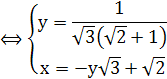 ⇔ { y = 1 / (√3(√2 + 1))
x = −y√3 + √2